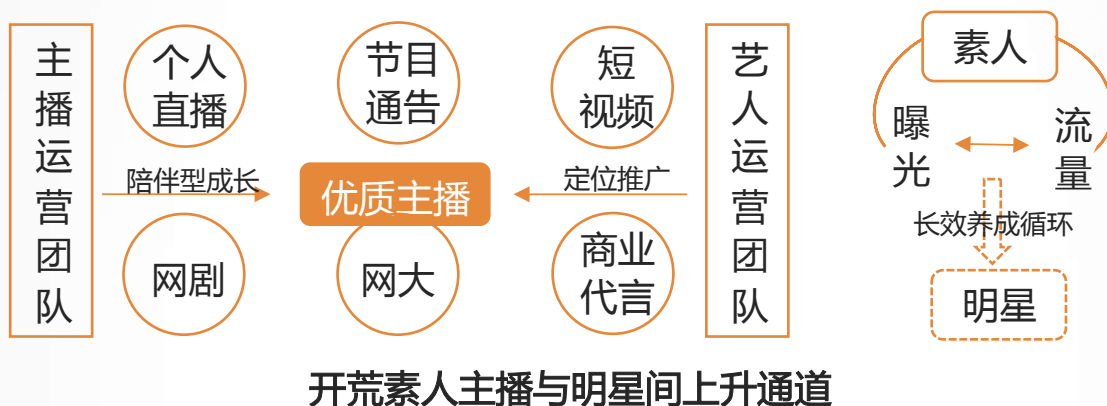 主播运营团队
个人
直播
节目
通告
短
视频
陪伴型成长
优质主播
定位推广
网剧
网大
商业
代言
艺人运营团队
素人
曝光
流量
长效养成循环
明星
开荒素人主播与明星间上升通道